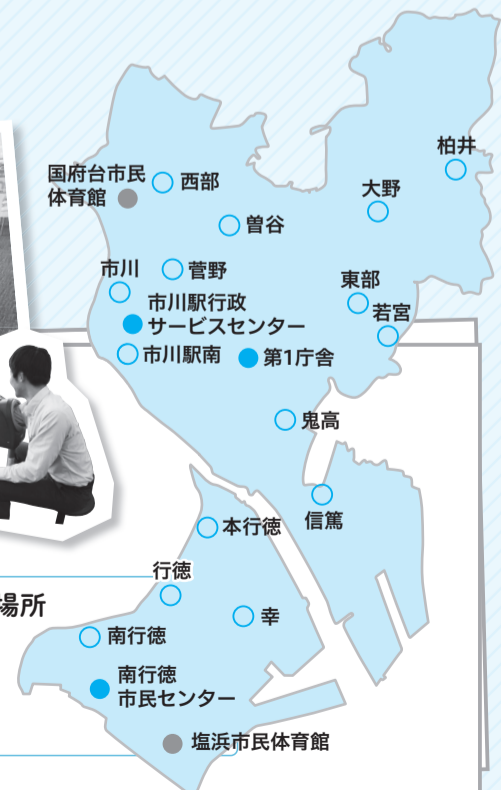 柏井
国府台市民
体育館
西部
大野
曽谷
市川
菅野
東部
市川駅行政
サービスセンター
若宮
市川駅南
第1庁舎
鬼高
信篤
本行徳
行徳
場所
幸
南行徳
南行徳
市民センター
塩浜市民体育館